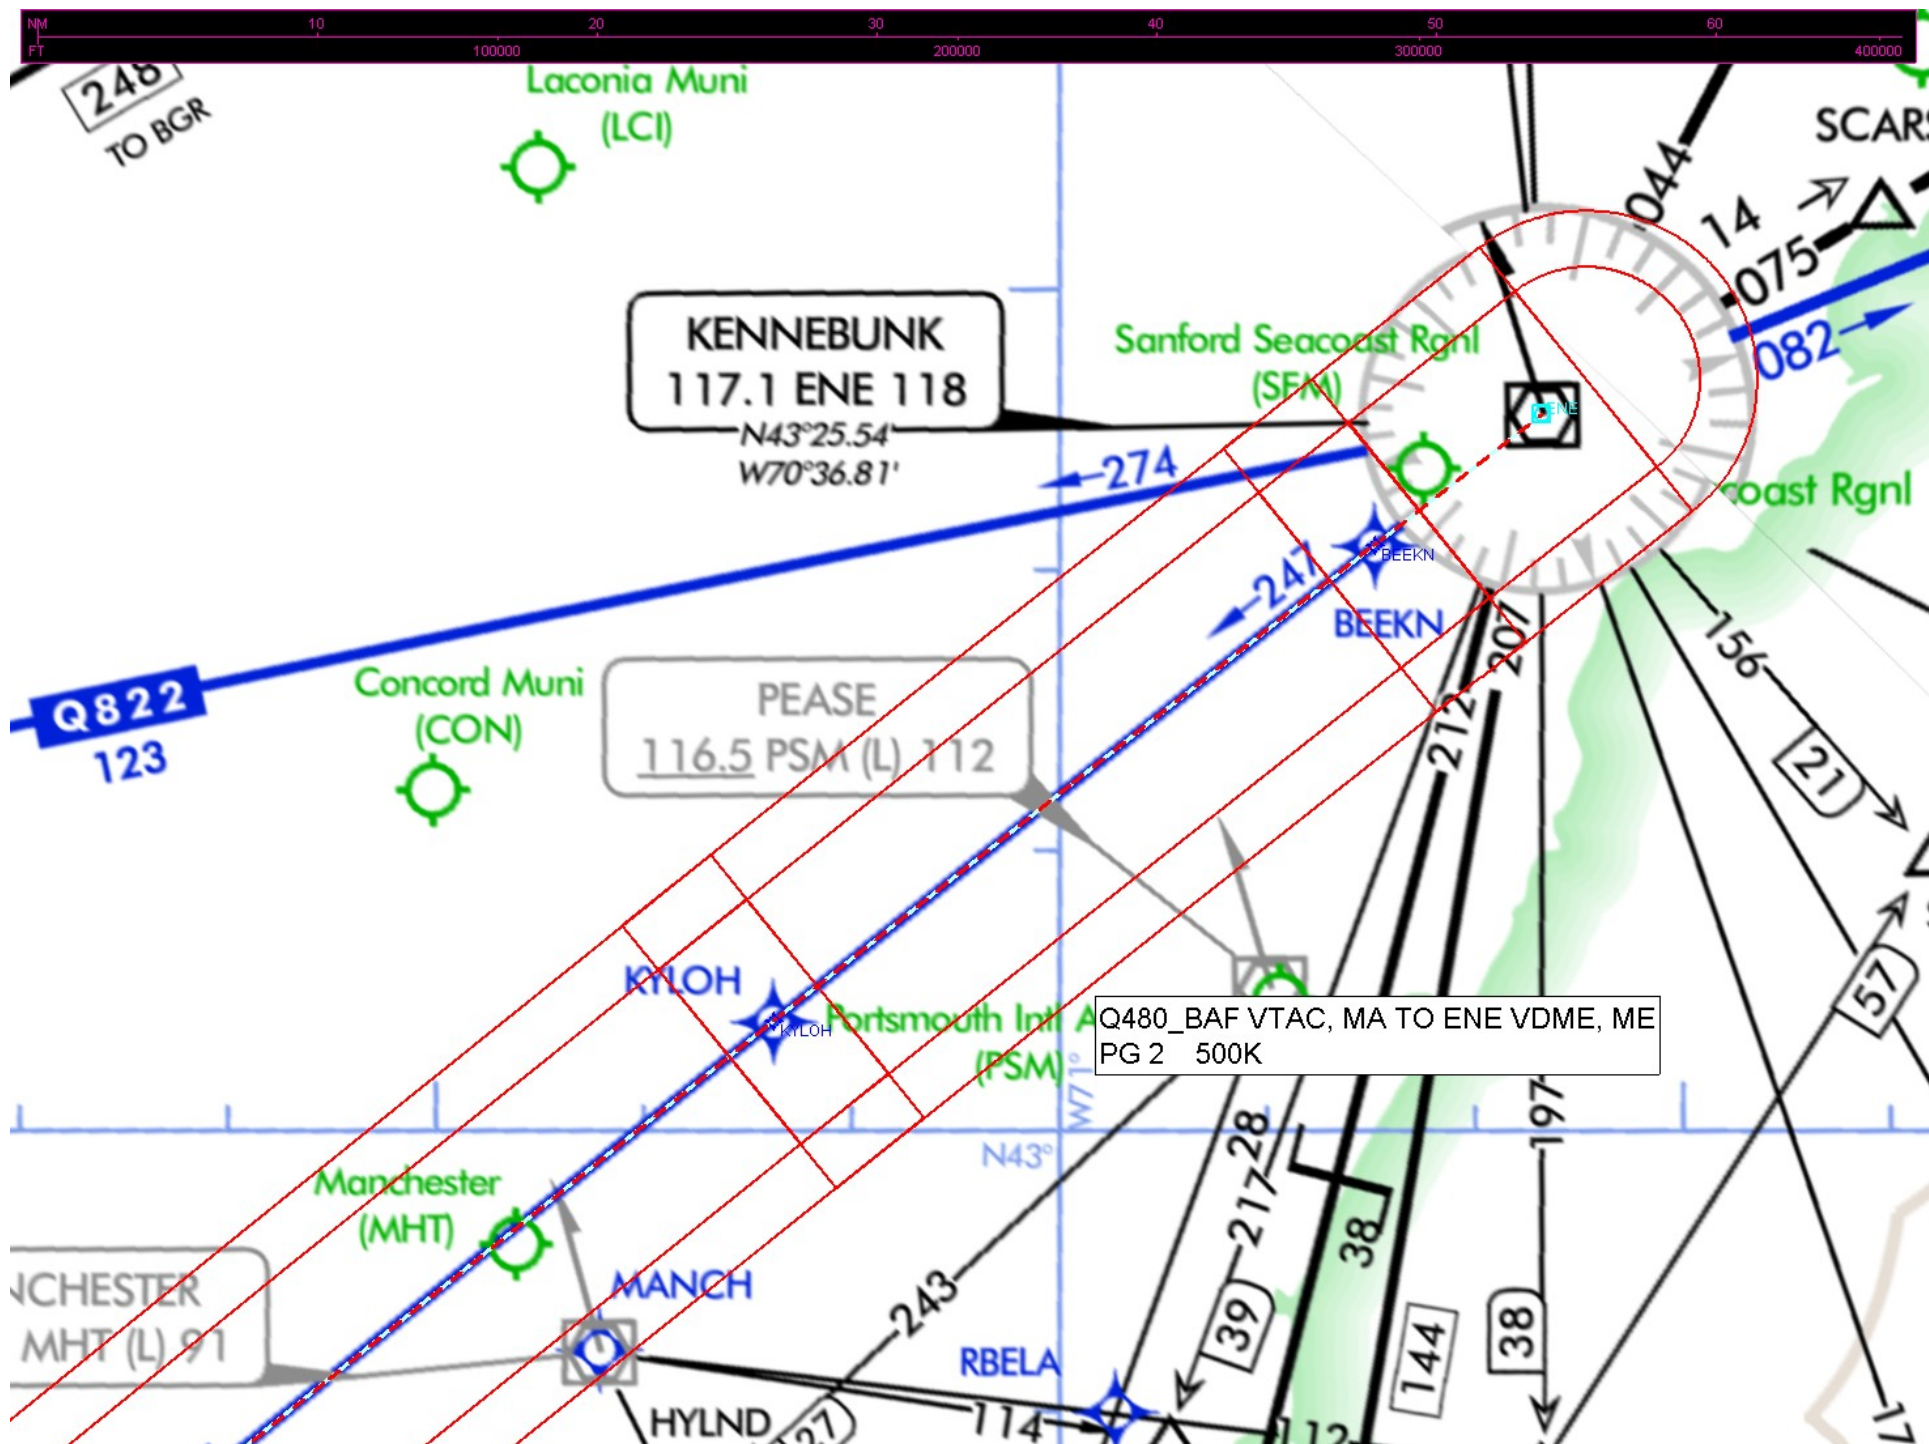 NM 10 20 30 40 50 60
FT 1000000 200000 300000 400000
248
TO BGR
Laconia Muni
(LCI)
SCARS
044
14
075
082
KENNEBUNK
117.1 ENE 118
N43°25.54'
W70°36.81'
Sanford Seacoast Rgnl
(SFM)
ENE
274
coast Rgnl
BEEKN
247
BEEKN
Q822
123
Concord Muni
(CON)
PEASE
116.5 PSM (L) 112
207
212
156
21
KYLOH
KYLOH
Portsmouth Intl A
(PSM)
Q480_BAF VTAC, MA TO ENE VDME, ME
PG 2 500K
57
W71°
N43°
28
217
197
Manchester
(MHT)
38
NCHESTER
MHT (L) 91
MANCH
243
39
144
38
RBELA
HYLND
27
114
112
17